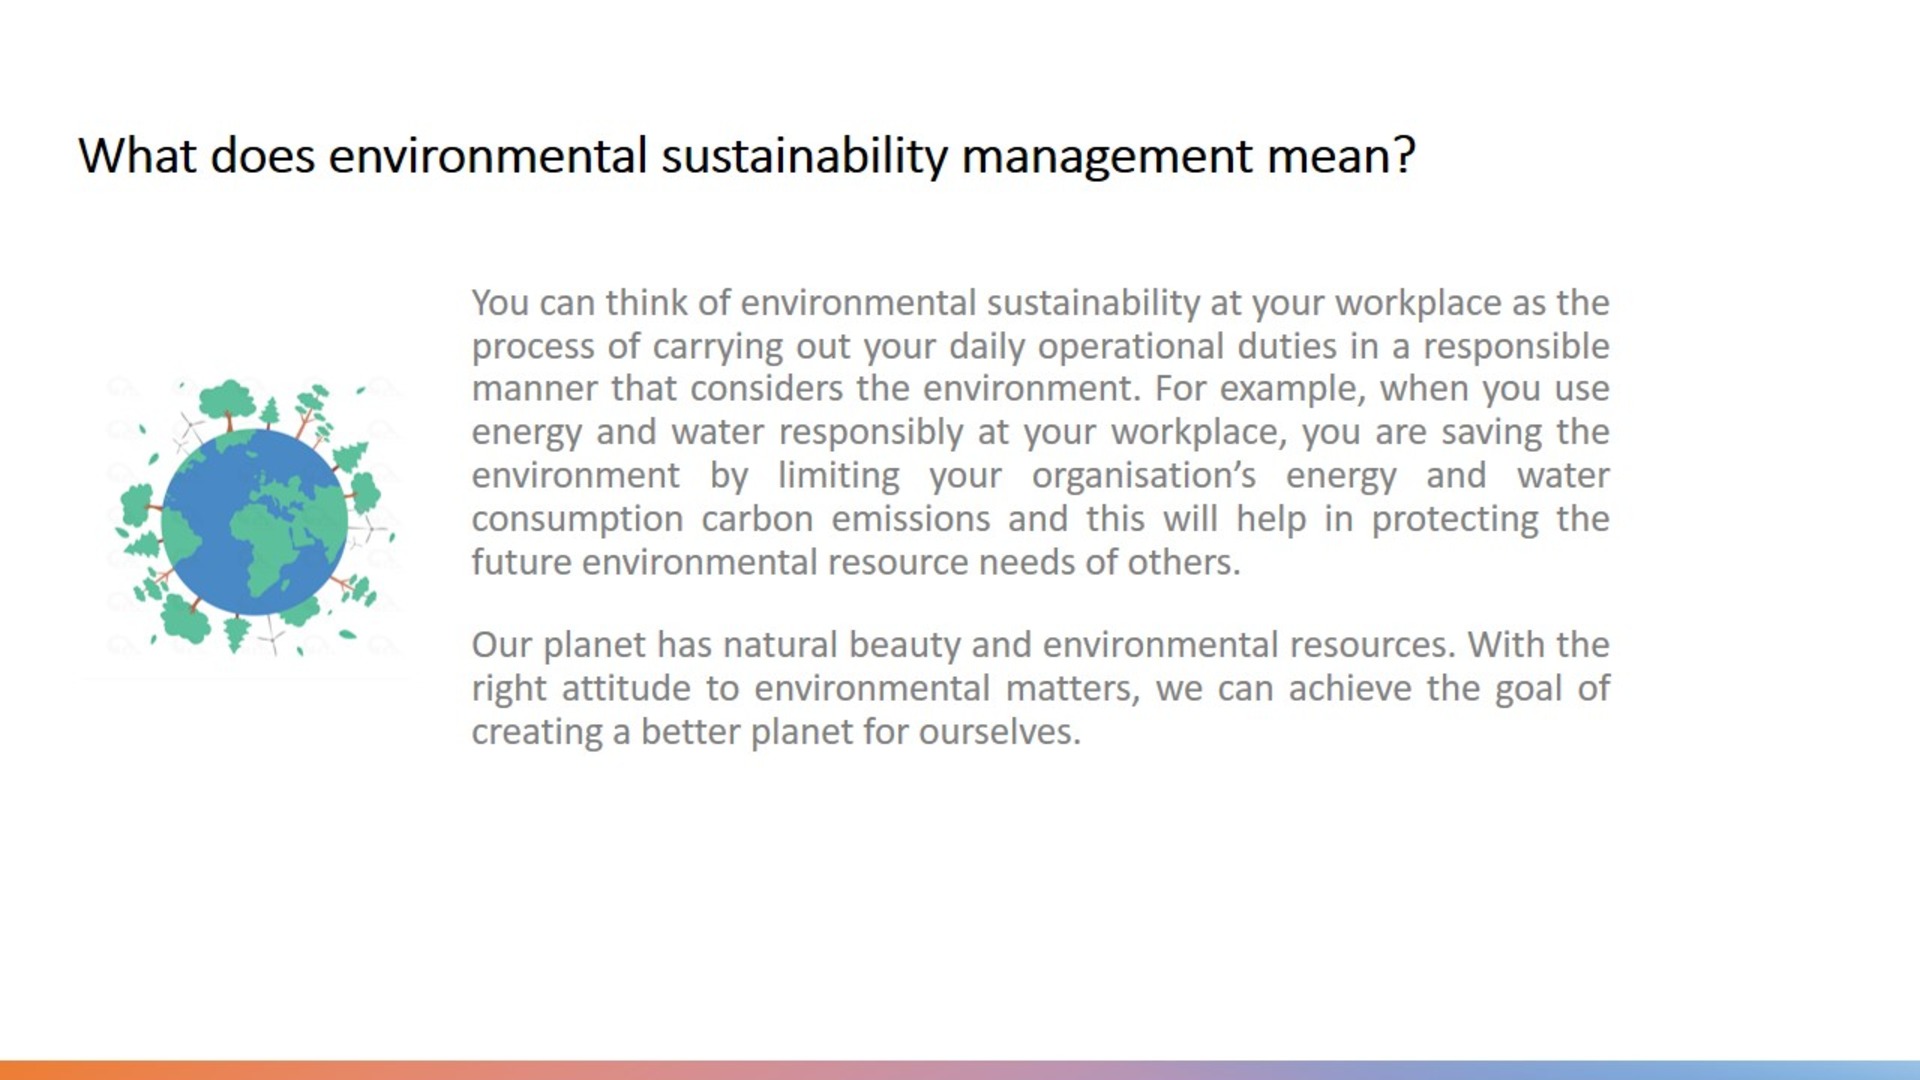 What does environmental sustainability management mean?
You can think of environmental sustainability at your workplace as the
process of carrying out your daily operational duties in a responsible
manner that considers the environment. For example, when you use
energy and water responsibly at your workplace, you are saving the
environment by limiting your organisation’s energy and water
consumption carbon emissions and this will help in protecting the
future environmental resource needs of others.
Our planet has natural beauty and environmental resources. With the
right attitude to environmental matters, we can achieve the goal of
creating a better planet for ourselves.